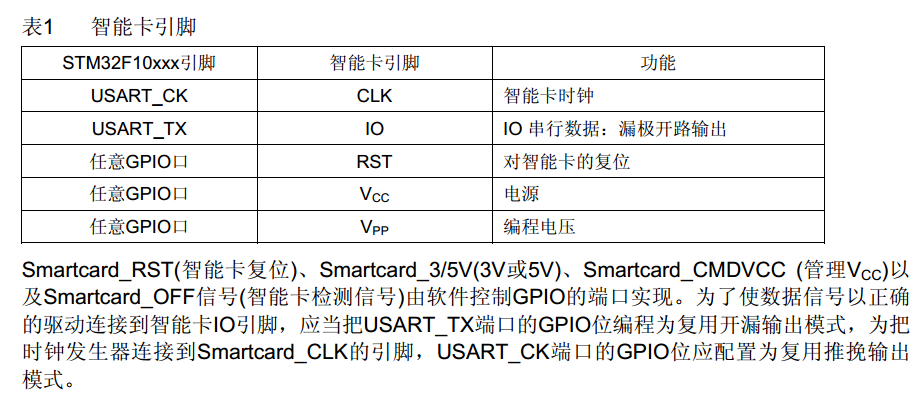 表1 智能卡引脚
STM32F10xxx引脚 智能卡引脚 功能
USART_CK CLK 智能卡时钟
USART_TX IO IO 串行数据：漏极开路输出
任意GPIO口 RST 对智能卡的复位
任意GPIO口 VCC 电源
任意GPIO口 VPP 编程电压
Smartcard_RST(智能卡复位)、Smartcard_3/5V(3V或5V)、Smartcard_CMDVCC (管理VCC)以
及Smartcard_OFF信号(智能卡检测信号)由软件控制GPIO的端口实现。为了使数据信号以正确
的驱动连接到智能卡IO引脚，应当把USART_TX端口的GPIO位编程为复用开漏输出模式，为把
时钟发生器连接到Smartcard_CLK的引脚，USART_CK端口的GPIO位应配置为复用推挽输出
模式。